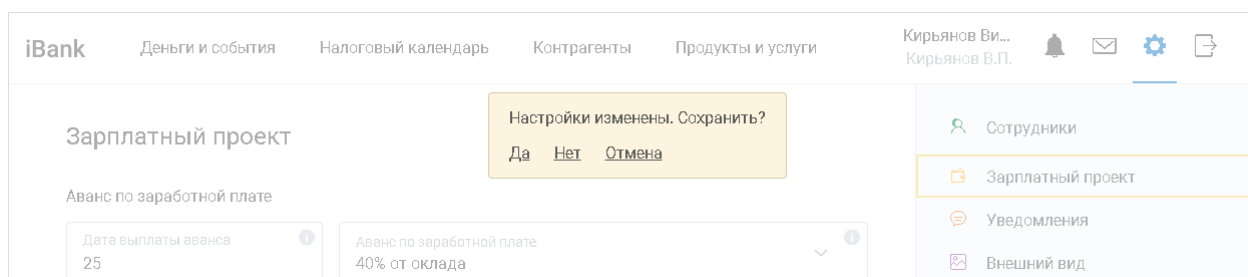 iBank
Деньги и события
Налоговый календарь
Контрагенты
Продукты и услуги
Кирьянов Ви...
Кирьянов В.П.
Настройки изменены. Сохранить?
Да Нет Отмена
Зарплатный проект
Аванс по заработной плате
Дата выплаты аванса
25
Аванс по заработной плате
40% от оклада
Сотрудники
Зарплатный проект
Уведомления
Внешний вид